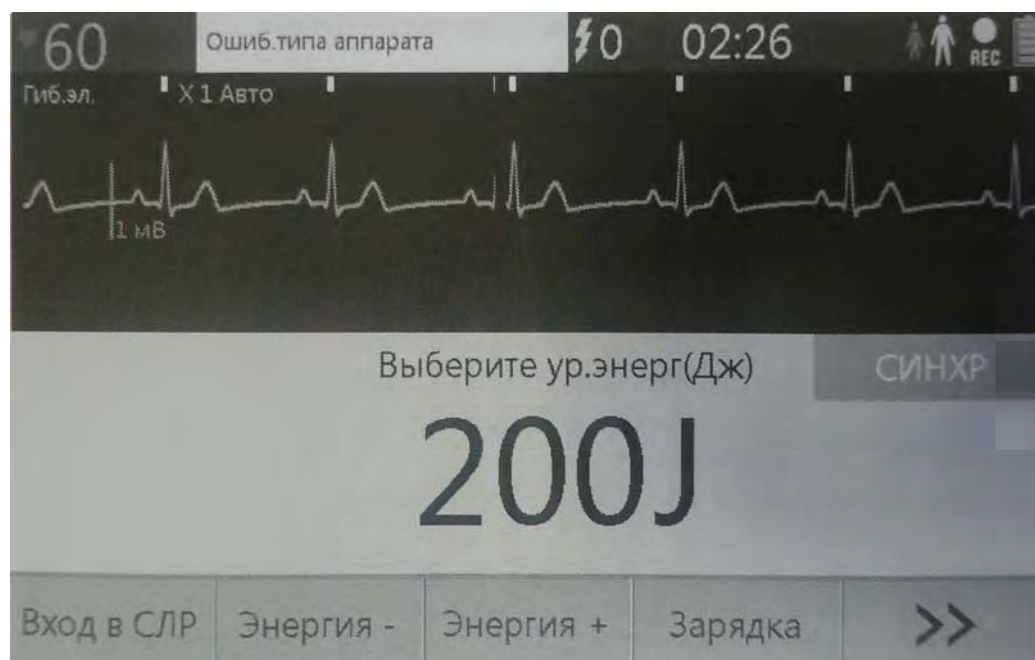 60
Ошиб.типа аппарата
0
02:26
REC
Гиб.эл.
X 1 Авто
1 мВ
Выберите ур.энерг(Дж)
СИНХР
200J
Вход в СЛР
Энергия -
Энергия +
Зарядка
>>